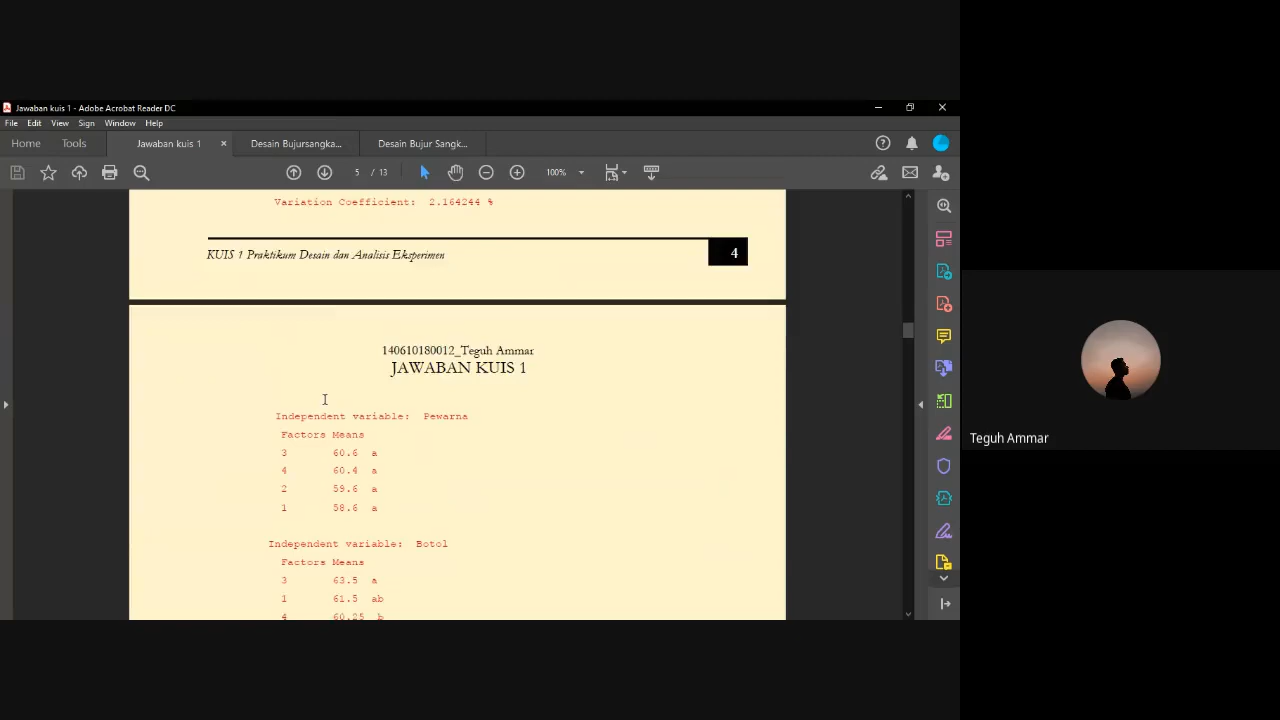 Jawaban kuis 1 - Adobe Acrobat Reader DC
File Edit View Sign Window Help
Home Tools Jawaban kuis 1 × Desain Bujursangka... Desain Bujur Sangk...
5 / 13 100%
Variation Coefficient: 2.164244 %
KUIS 1 Praktikum Desain dan Analisis Eksperimen 4
140610180012_Teguh Ammar
JAWABAN KUIS 1
Independent variable: Pewarna
Factors Means
3 60.6 a
4 60.4 a
2 59.6 a
1 58.6 a
Independent variable: Botol
Factors Means
3 63.5 a
1 61.5 ab
4 60.25 b
Teguh Ammar